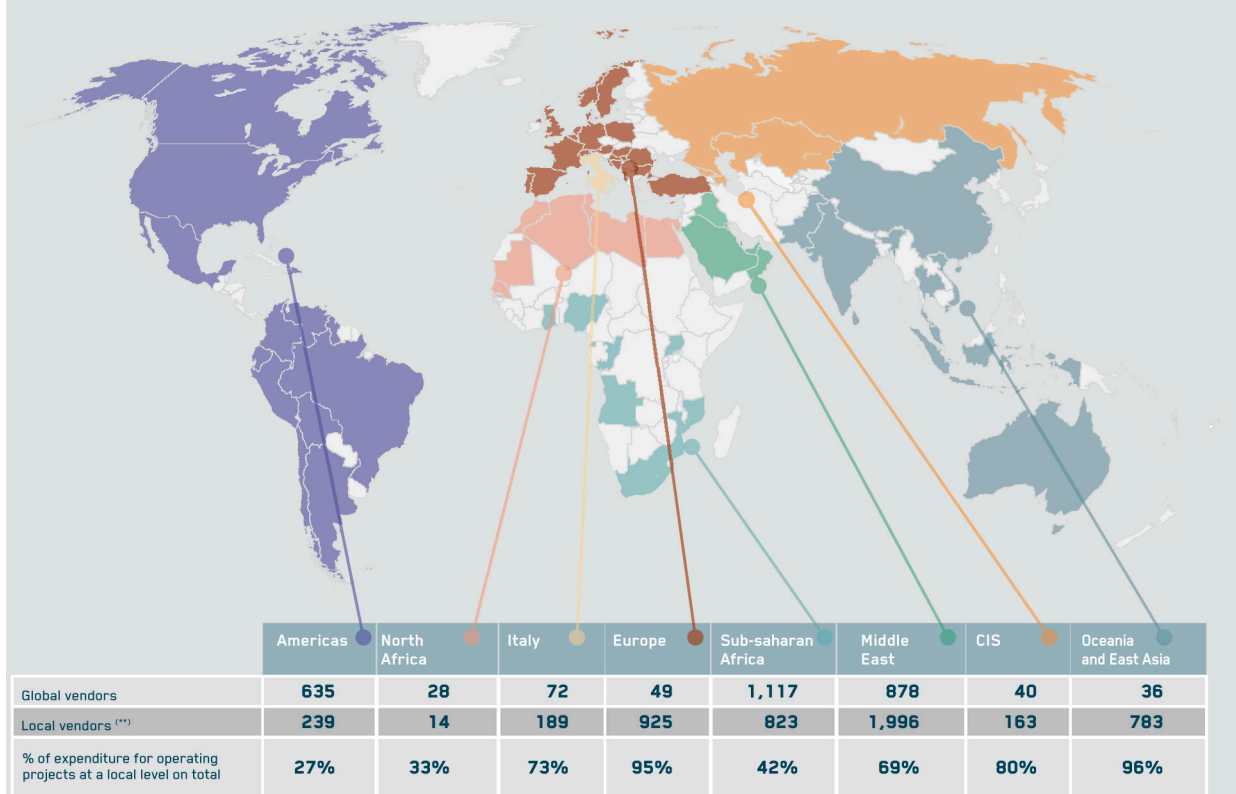 Americas North Africa Italy Europe Sub-saharan Africa Middle East CIS Oceania and East Asia
Global vendors 635 28 72 49 1,117 878 40 36
Local vendors (**) 239 14 189 925 823 1,996 163 783
% of expenditure for operating
projects at a local level on total 27% 33% 73% 95% 42% 69% 80% 96%